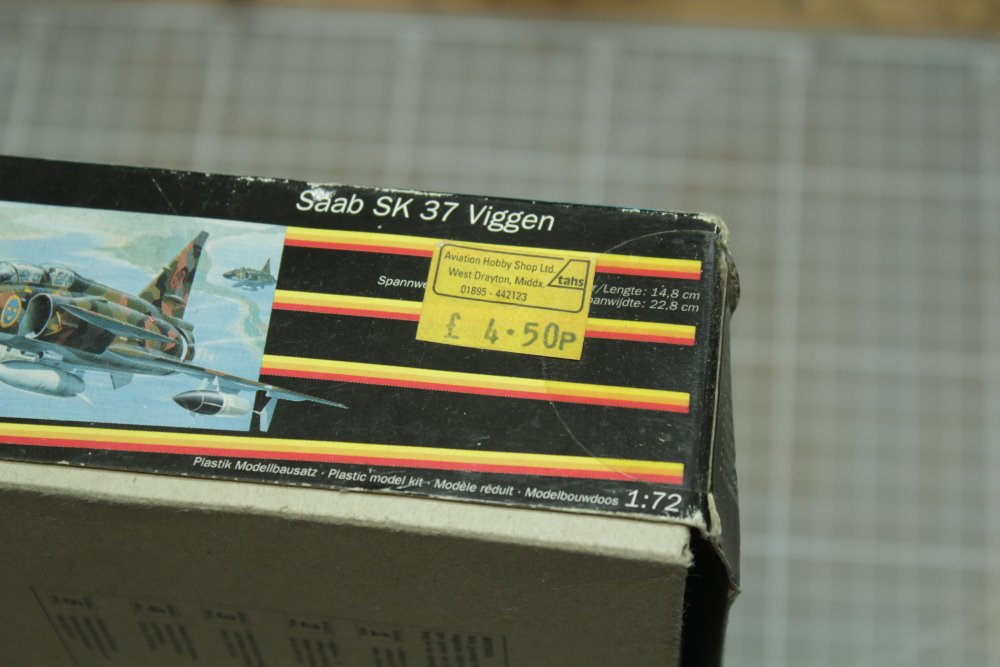 Saab SK 37 Viggen
Aviation Hobby Shop Ltd.
West Drayton, Middx.
tahs
01895 - 442123
£ 4·50P
Spannwe
r/Lengte: 14,8 cm
panwijdte: 22,8 cm
Plastik Modellbausatz · Plastic model kit · Modèle réduit · Modelbouwdoos 1:72